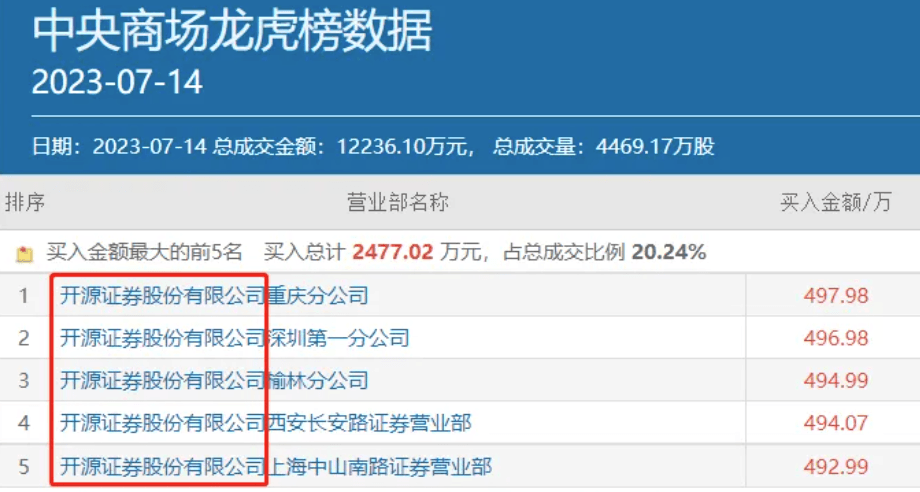 中央商场龙虎榜数据
2023-07-14
日期：2023-07-14 总成交金额：12236.10万元， 总成交量：4469.17万股
排序 营业部名称 买入金额/万
买入金额最大的前5名 买入总计 2477.02 万元，占总成交比例 20.24%
1 开源证券股份有限公司重庆分公司 497.98
2 开源证券股份有限公司深圳第一分公司 496.98
3 开源证券股份有限公司榆林分公司 494.99
4 开源证券股份有限公司西安长安路证券营业部 494.07
5 开源证券股份有限公司上海中山南路证券营业部 492.99